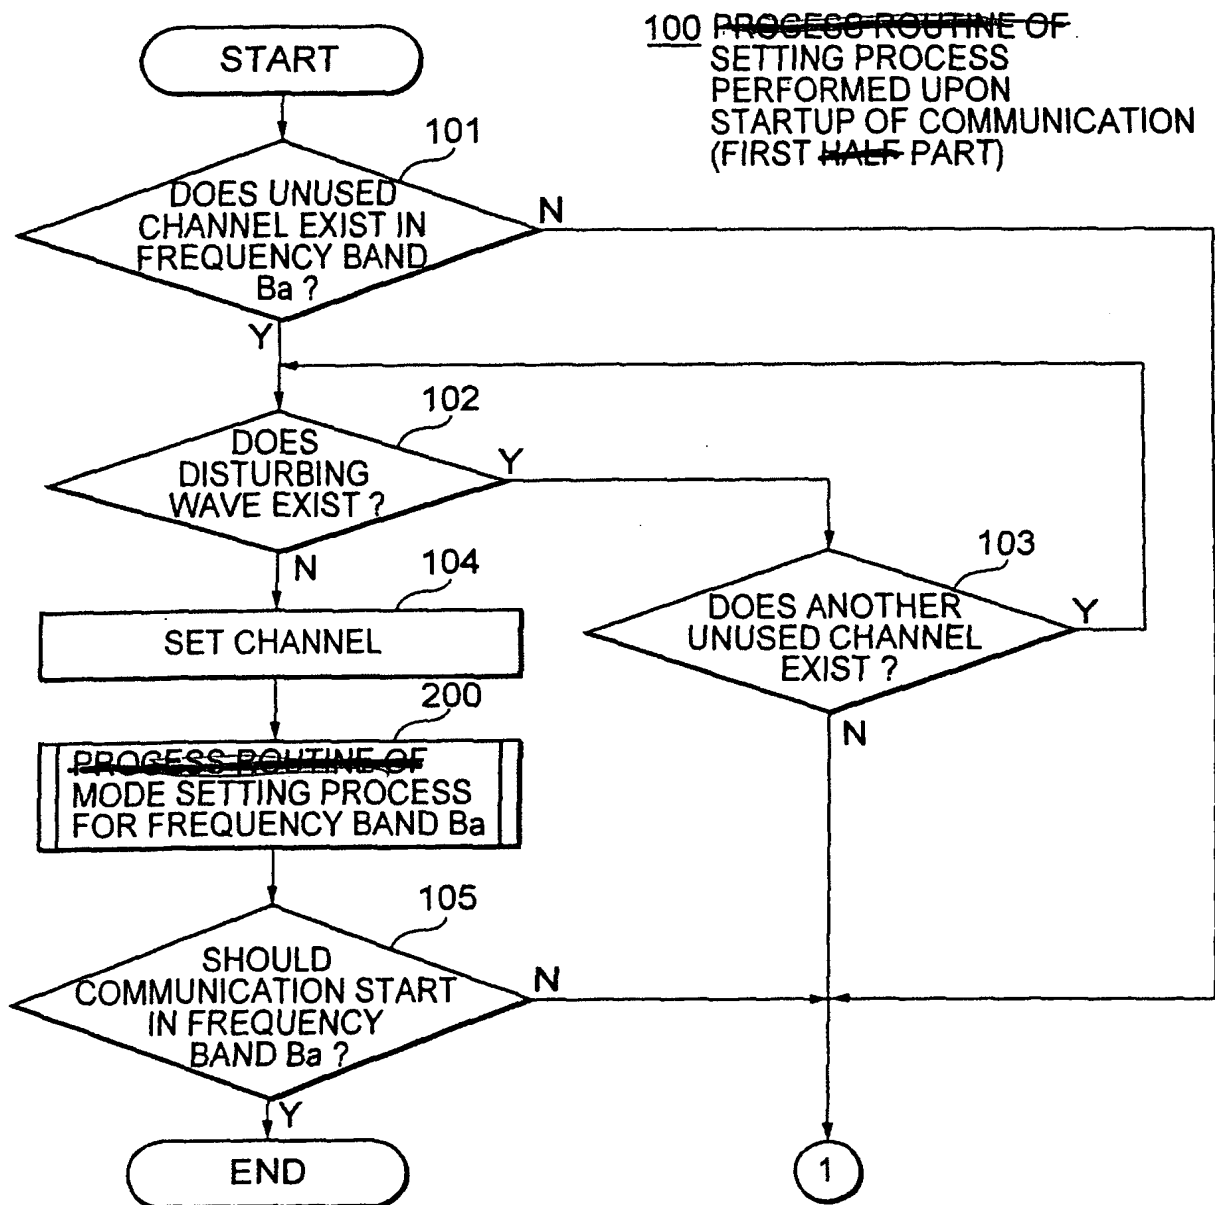 100 PROCESS ROUTINE OF
SETTING PROCESS
PERFORMED UPON
STARTUP OF COMMUNICATION
(FIRST HALF PART)
START
101
DOES UNUSED
CHANNEL EXIST IN
FREQUENCY BAND
Ba ?
N
Y
102
DOES
DISTURBING
WAVE EXIST ?
Y
N
103
DOES ANOTHER
UNUSED CHANNEL
EXIST ?
Y
N
104
SET CHANNEL
200
PROCESS ROUTINE OF
MODE SETTING PROCESS
FOR FREQUENCY BAND Ba
105
SHOULD
COMMUNICATION START
IN FREQUENCY
BAND Ba ?
N
Y
END
1